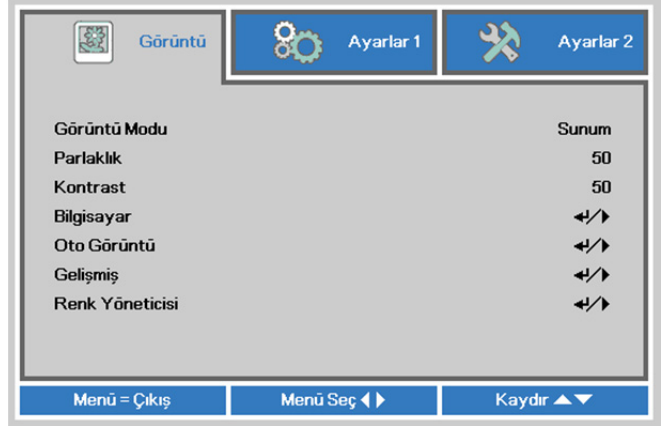 Görüntü Ayarlar 1 Ayarlar 2
Görüntü Modu Sunum
Parlaklık 50
Kontrast 50
Bilgisayar ↵/▶
Oto Görüntü ↵/▶
Gelişmiş ↵/▶
Renk Yöneticisi ↵/▶
Menü = Çıkış Menü Seç ◀▶ Kaydır ▲▼